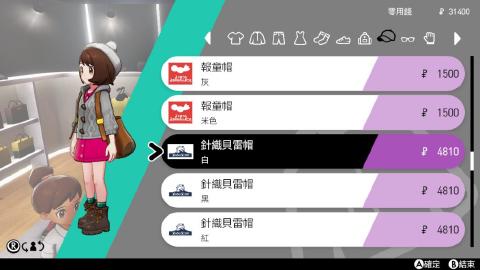 零用錢 ₽ 31400
報童帽 ₽ 1500
灰
報童帽 ₽ 1500
米色
針織貝雷帽 ₽ 4810
白
針織貝雷帽 ₽ 4810
黑
針織貝雷帽 ₽ 4810
紅
R
A確定 B結束